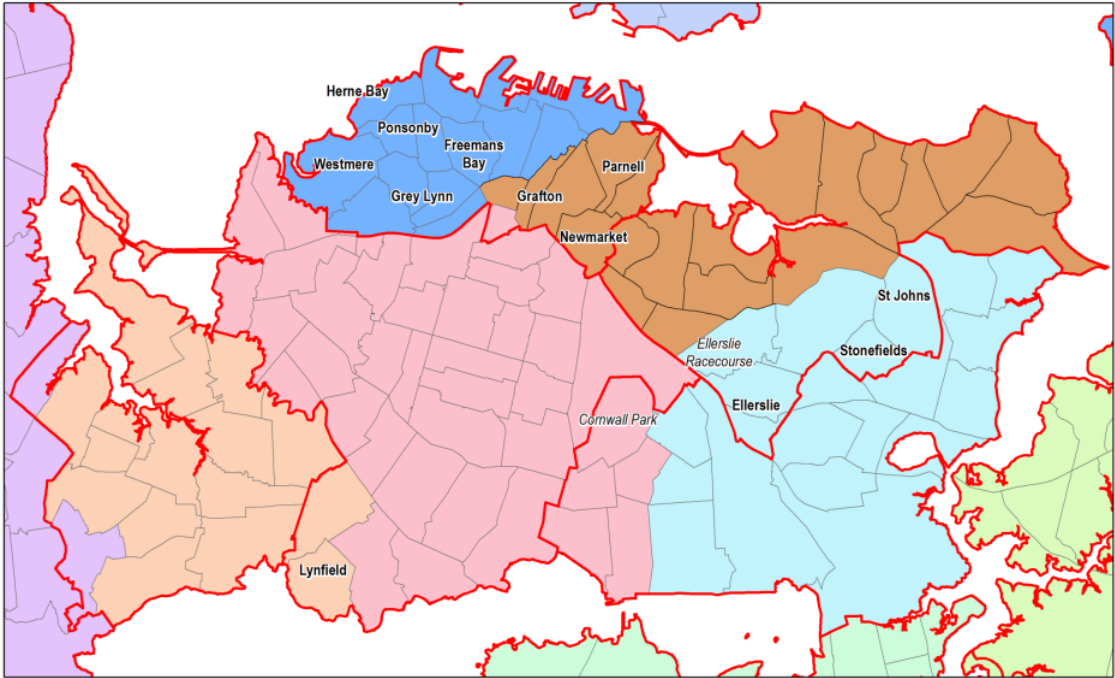 Herne Bay
Ponsonby
Freemans
Bay
Westmere
Parnell
Grey Lynn
Grafton
Newmarket
St Johns
Ellerslie
Racecourse
Stonefields
Ellerslie
Cornwall Park
Lynfield